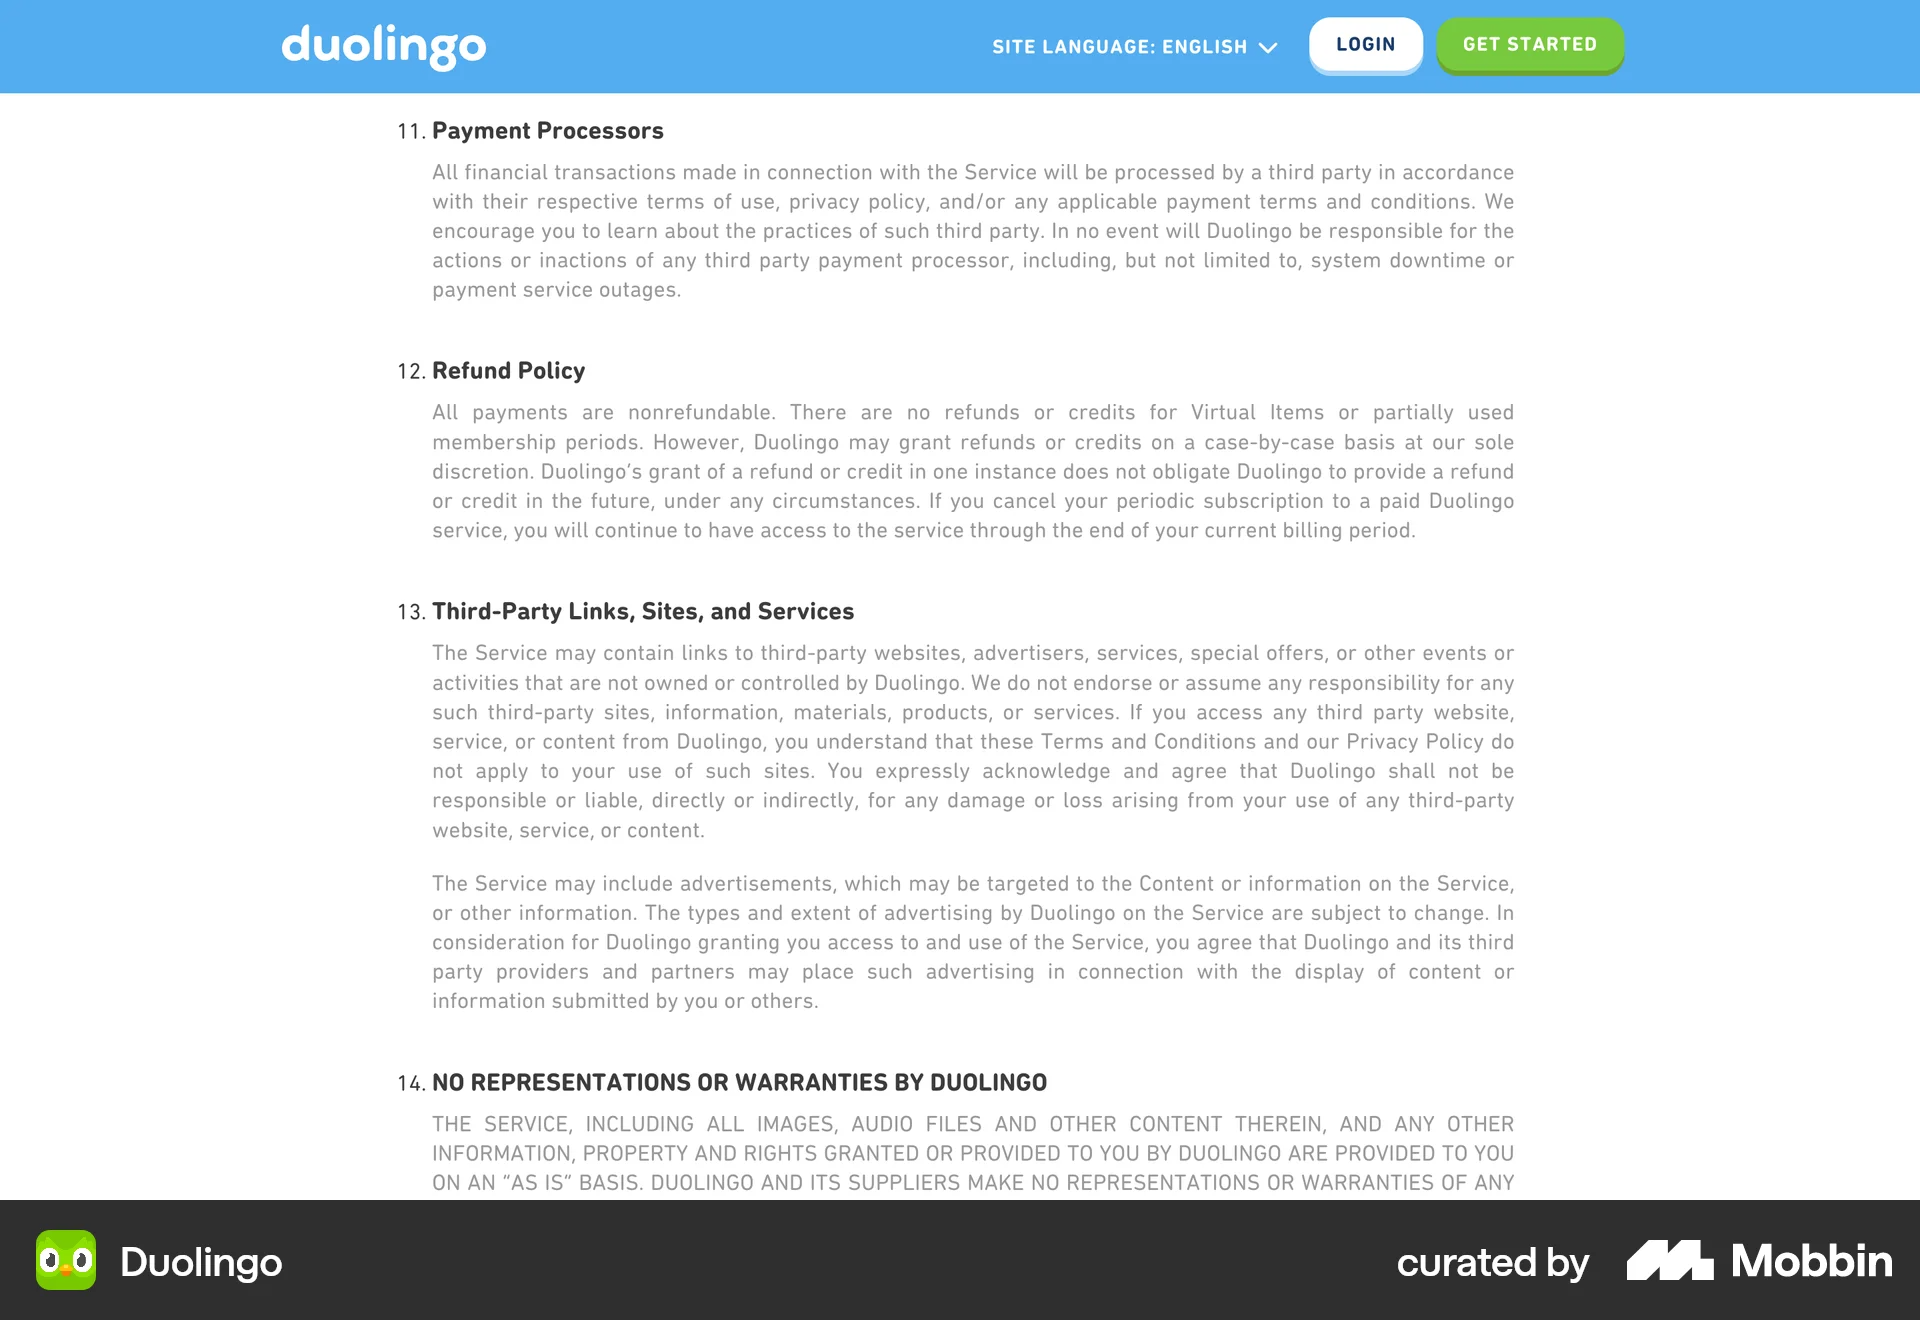 duolingo
SITE LANGUAGE: ENGLISH
LOGIN
GET STARTED
11. Payment Processors
All financial transactions made in connection with the Service will be processed by a third party in accordance
with their respective terms of use, privacy policy, and/or any applicable payment terms and conditions. We
encourage you to learn about the practices of such third party. In no event will Duolingo be responsible for the
actions or inactions of any third party payment processor, including, but not limited to, system downtime or
payment service outages.
12. Refund Policy
All payments are nonrefundable. There are no refunds or credits for Virtual Items or partially used
membership periods. However, Duolingo may grant refunds or credits on a case-by-case basis at our sole
discretion. Duolingo’s grant of a refund or credit in one instance does not obligate Duolingo to provide a refund
or credit in the future, under any circumstances. If you cancel your periodic subscription to a paid Duolingo
service, you will continue to have access to the service through the end of your current billing period.
13. Third-Party Links, Sites, and Services
The Service may contain links to third-party websites, advertisers, services, special offers, or other events or
activities that are not owned or controlled by Duolingo. We do not endorse or assume any responsibility for any
such third-party sites, information, materials, products, or services. If you access any third party website,
service, or content from Duolingo, you understand that these Terms and Conditions and our Privacy Policy do
not apply to your use of such sites. You expressly acknowledge and agree that Duolingo shall not be
responsible or liable, directly or indirectly, for any damage or loss arising from your use of any third-party
website, service, or content.
The Service may include advertisements, which may be targeted to the Content or information on the Service,
or other information. The types and extent of advertising by Duolingo on the Service are subject to change. In
consideration for Duolingo granting you access to and use of the Service, you agree that Duolingo and its third
party providers and partners may place such advertising in connection with the display of content or
information submitted by you or others.
14. NO REPRESENTATIONS OR WARRANTIES BY DUOLINGO
THE SERVICE, INCLUDING ALL IMAGES, AUDIO FILES AND OTHER CONTENT THEREIN, AND ANY OTHER
INFORMATION, PROPERTY AND RIGHTS GRANTED OR PROVIDED TO YOU BY DUOLINGO ARE PROVIDED TO YOU
ON AN “AS IS” BASIS. DUOLINGO AND ITS SUPPLIERS MAKE NO REPRESENTATIONS OR WARRANTIES OF ANY
Duolingo
curated by
Mobbin